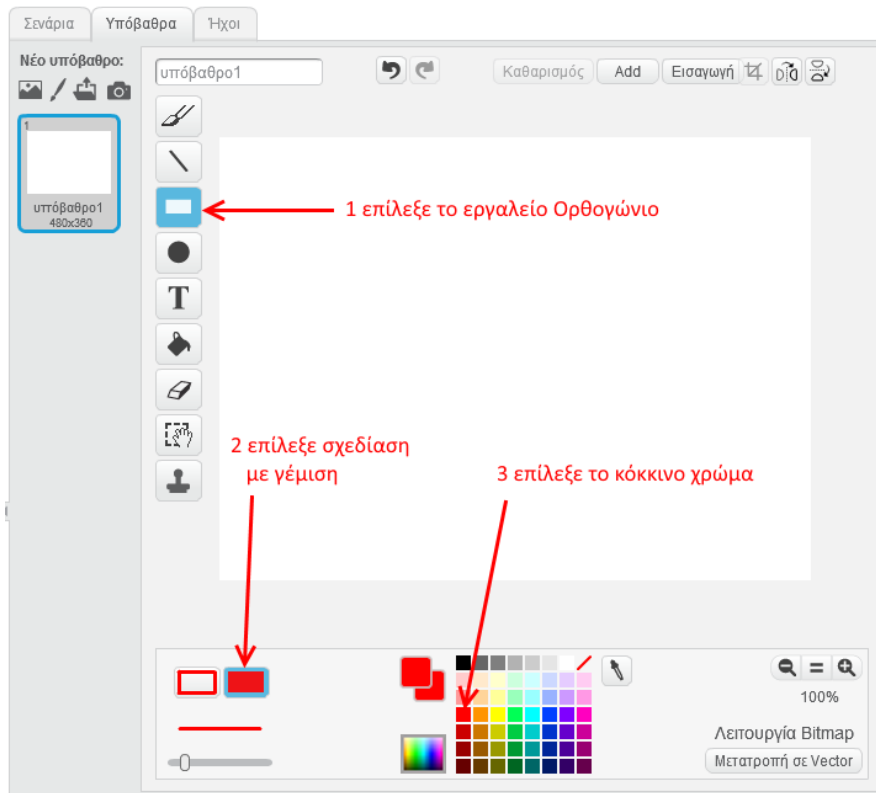 Σενάρια Υπόβαθρα Ήχοι
Νέο υπόβαθρο:
υπόβαθρο1
Καθαρισμός Add Εισαγωγή
1
υπόβαθρο1
480x360
T
1 επίλεξε το εργαλείο Ορθογώνιο
2 επίλεξε σχεδίαση
με γέμιση
3 επίλεξε το κόκκινο χρώμα
100%
Λειτουργία Bitmap
Μετατροπή σε Vector